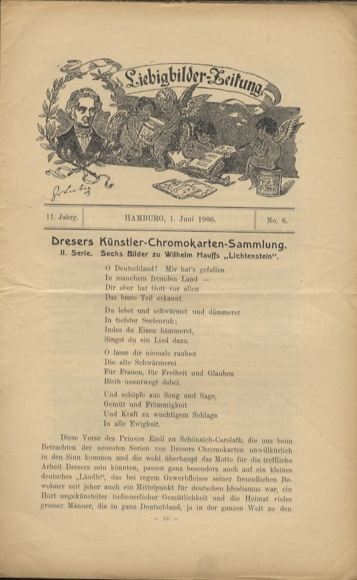 Liebigbilder-Zeitung
J. v. Liebig
11. Jahrg.
HAMBURG, 1. Juni 1906.
No. 6.
Dresers Künstler-Chromokarten-Sammlung.
II. Serie. Sechs Bilder zu Wilhelm Hauffs „Lichtenstein“.
O Deutschland! Mir hat's gefallen
In manchem fremden Land —
Dir aber hat Gott vor allen
Das beste Teil erkannt.
Du lebst und schwärmst und dämmerst
In tiefster Seelenruh;
Indes du Eisen hämmerst,
Singst du ein Lied dazu.
O lasse dir niemals rauben
Die alte Schwärmerei
Für Frauen, für Freiheit und Glauben
Bleib unentwegt dabei.
Und schöpfe aus Sang und Sage,
Gemüt und Frömmigkeit
Und Kraft zu wuchtigem Schlage
In alle Ewigkeit.
Diese Verse des Prinzen Emil zu Schönaich-Carolath, die uns beim
Betrachten der neuesten Serien von Dresers Chromokarten unwillkürlich
in den Sinn kommen und die wohl überhaupt das Motto für die treffliche
Arbeit Dresers sein könnten, passen ganz besonders auch auf ein kleines
deutsches „Ländle“, das bei regem Gewerbfleisse seiner freundlichen Be-
wohner seit jeher auch ein Mittelpunkt für deutschen Idealismus war, ein
Hort ungekünstelter tiefinnerlicher Gemütlichkeit und die Heimat vieler
grosser Männer, die in ganz Deutschland, ja in der ganzen Welt zu den